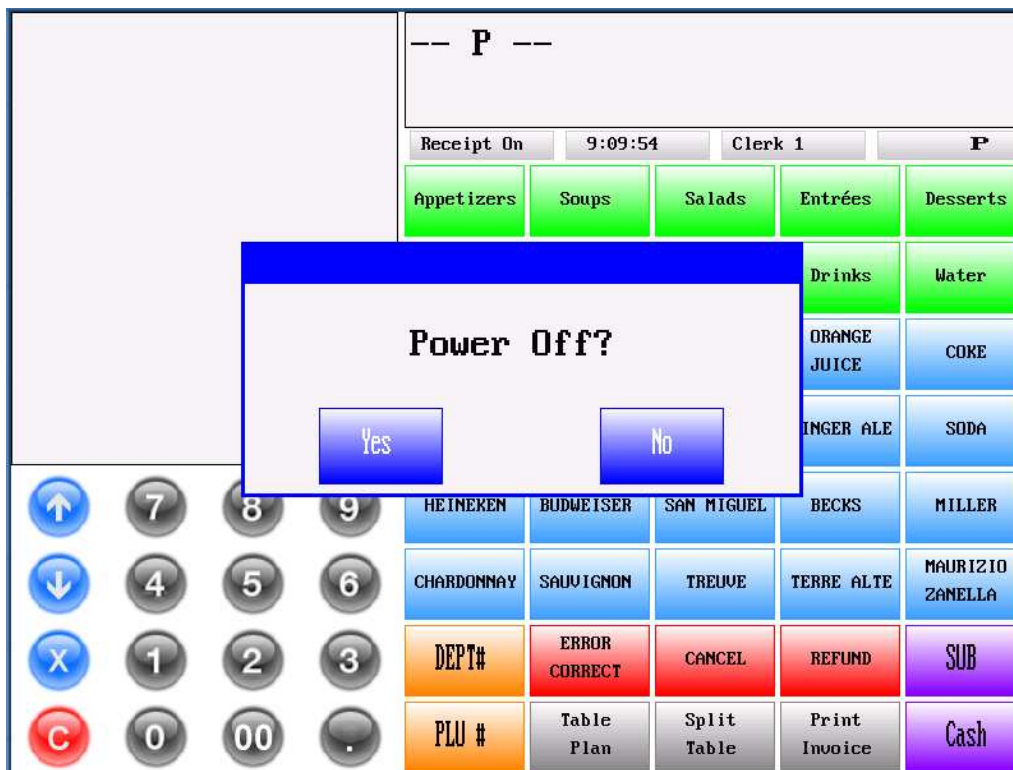 -- P --
Receipt On 9:09:54 Clerk 1 P
Appetizers Soups Salads Entrées Desserts
Drinks Water
Power Off?
ORANGE JUICE COKE
Yes No
INGER ALE SODA
7 8 9 HEINEKEN BUDWEISER SAN MIGUEL BECKS MILLER
4 5 6 CHARDONNAY SAUVIGNON TREUVE TERRE ALTE MAURIZIO ZANELLA
X 1 2 3 DEPT# ERROR CORRECT CANCEL REFUND SUB
C 0 00 . PLU # Table Plan Split Table Print Invoice Cash